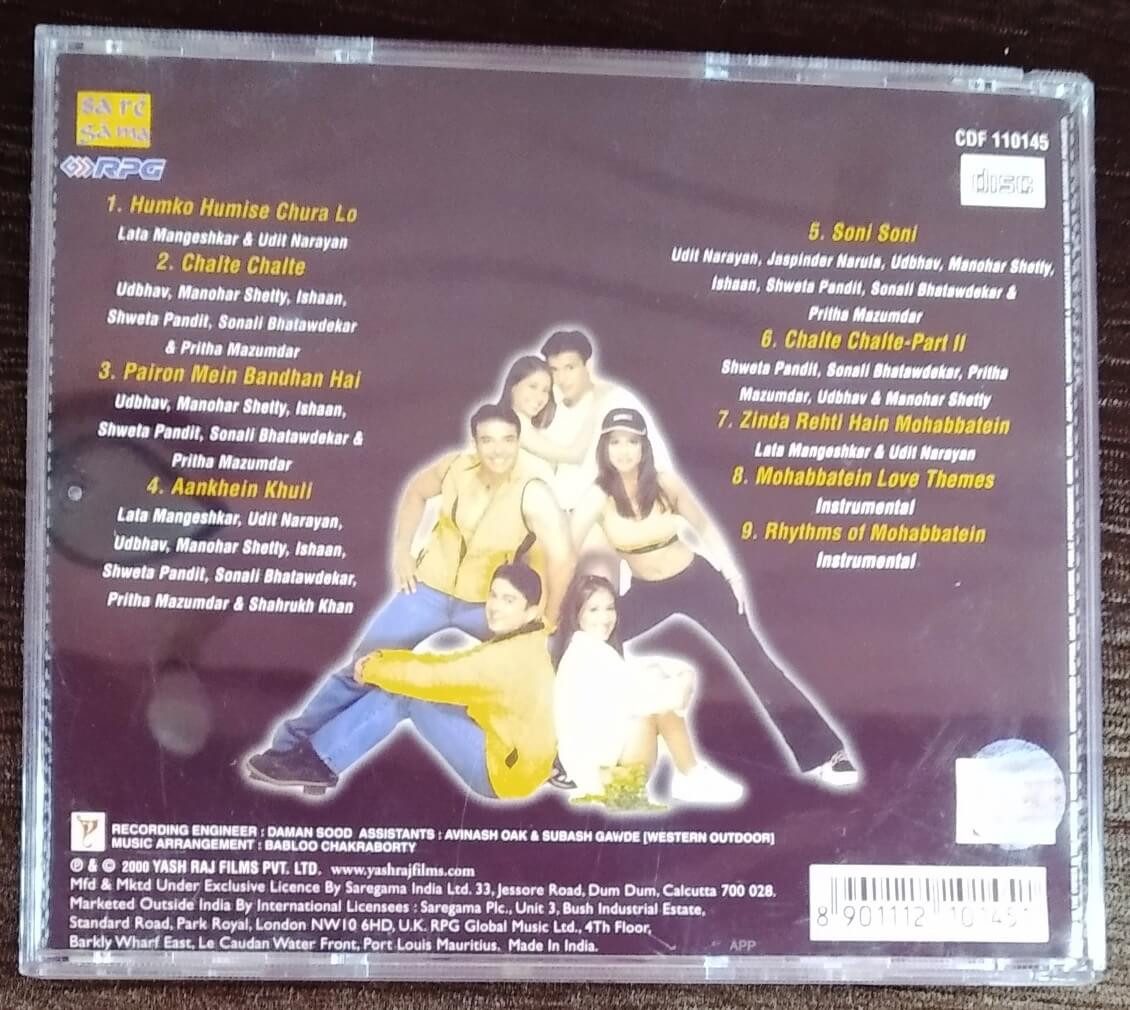 sa re
ga ma
RPG
CDF 110145
disc
1. Humko Humise Chura Lo
Lata Mangeshkar & Udit Narayan
2. Chalte Chalte
Udbhav, Manohar Shetty, Ishaan,
Shweta Pandit, Sonali Bhatawdekar
& Pritha Mazumdar
3. Pairon Mein Bandhan Hai
Udbhav, Manohar Shetty, Ishaan,
Shweta Pandit, Sonali Bhatawdekar &
Pritha Mazumdar
4. Aankhein Khuli
Lata Mangeshkar, Udit Narayan,
Udbhav, Manohar Shetty, Ishaan,
Shweta Pandit, Sonali Bhatawdekar,
Pritha Mazumdar & Shahrukh Khan
5. Soni Soni
Udit Narayan, Jaspinder Narula, Udbhav, Manohar Shetty,
Ishaan, Shweta Pandit, Sonali Bhatawdekar &
Pritha Mazumdar
6. Chalte Chalte-Part II
Shweta Pandit, Sonali Bhatawdekar, Pritha
Mazumdar, Udbhav & Manohar Shetty
7. Zinda Rehti Hain Mohabbatein
Lata Mangeshkar & Udit Narayan
8. Mohabbatein Love Themes
Instrumental
9. Rhythms of Mohabbatein
Instrumental
RECORDING ENGINEER : DAMAN SOOD ASSISTANTS : AVINASH OAK & SUBASH GAWDE [WESTERN OUTDOOR]
MUSIC ARRANGEMENT : BABLOO CHAKRABORTY
℗ & © 2000 YASH RAJ FILMS PVT. LTD. www.yashrajfilms.com
Mfd & Mktd Under Exclusive Licence By Saregama India Ltd. 33, Jessore Road, Dum Dum, Calcutta 700 028.
Marketed Outside India By International Licensees : Saregama Plc., Unit 3, Bush Industrial Estate,
Standard Road, Park Royal, London NW10 6HD, U.K. RPG Global Music Ltd., 4Th Floor,
Barkly Wharf East, Le Caudan Water Front, Port Louis Mauritius. Made In India.
APP
8 901112 101451